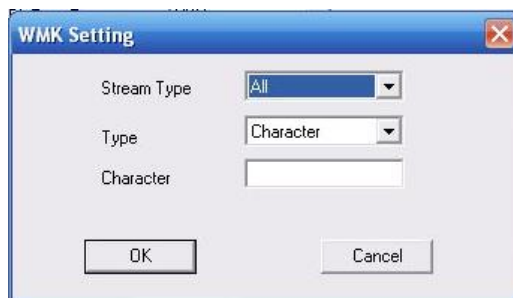 WMK Setting
Stream Type All
Type Character
Character
OK Cancel